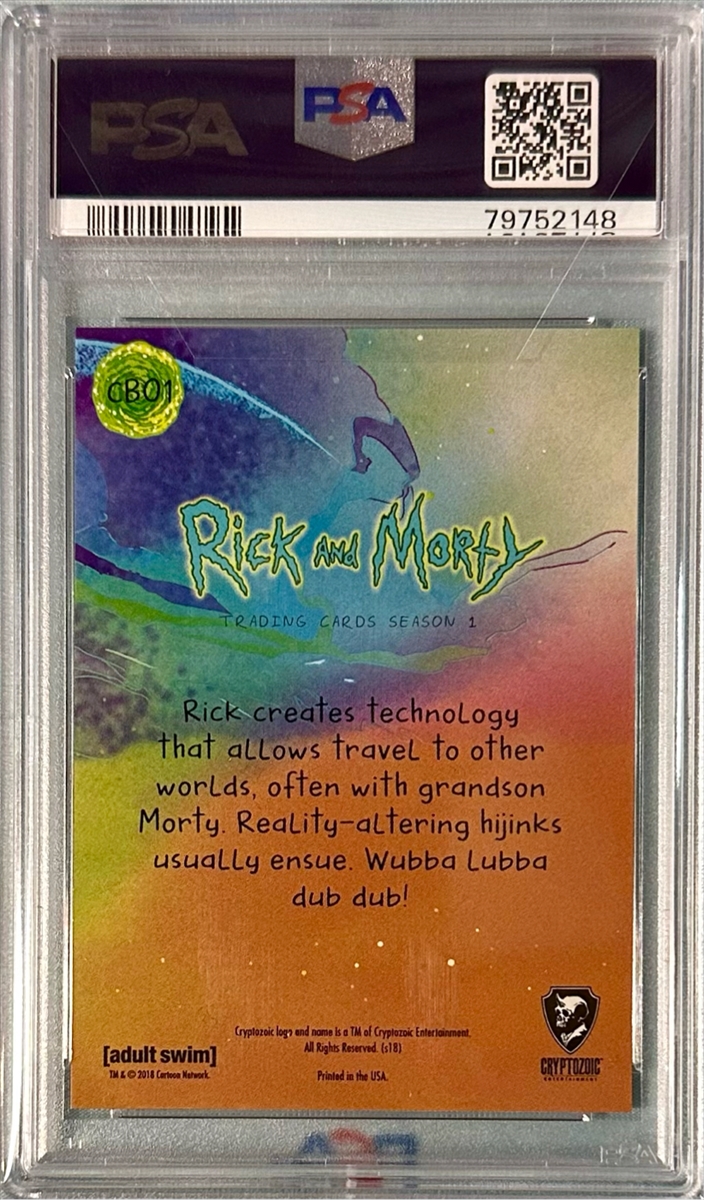 PSA
PSA
79752148
CB01
Rick and Morty
TRADING CARDS SEASON 1
Rick creates technology
that allows travel to other
worlds, often with grandson
Morty. Reality-altering hijinks
usually ensue. Wubba Lubba
dub dub!
Cryptozoic logo and name is a TM of Cryptozoic Entertainment.
All Rights Reserved. (s18)
Printed in the USA.
[adult swim]
TM & © 2018 Cartoon Network.
CRYPTOZOIC
ENTERTAINMENT
PSA